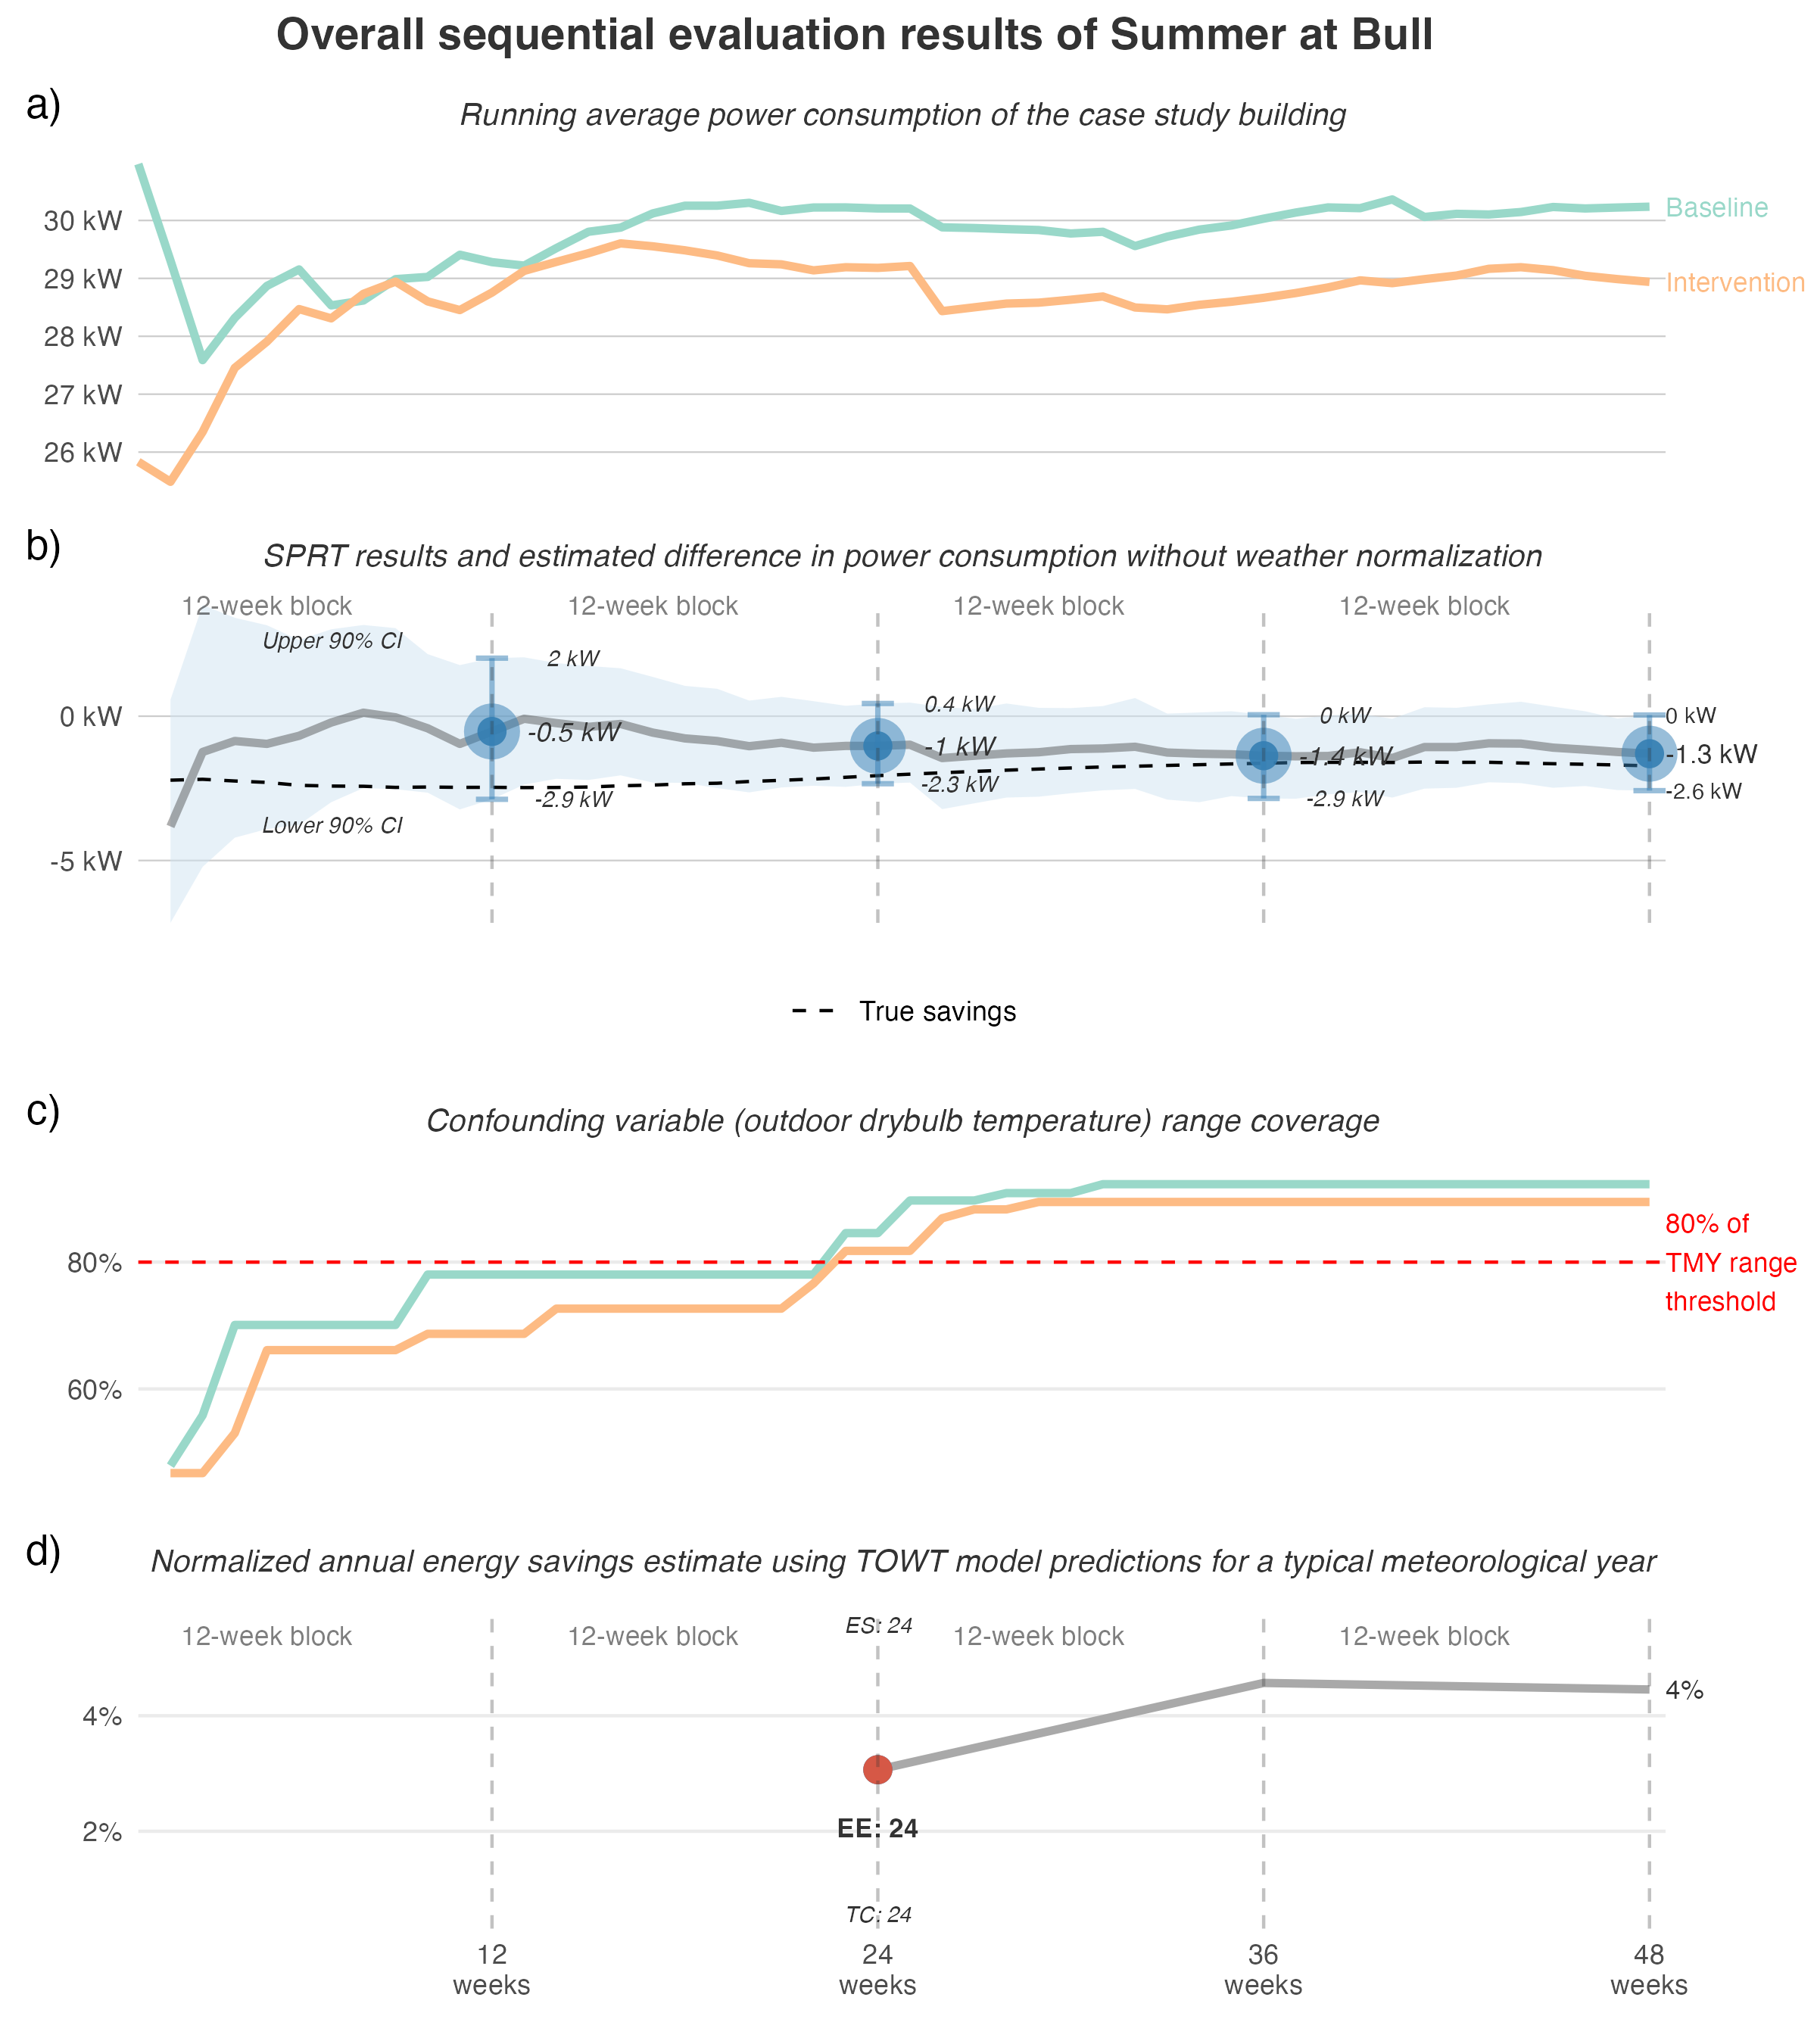 Overall sequential evaluation results of Summer at Bull
a)
Running average power consumption of the case study building
30 kW
29 kW
28 kW
27 kW
26 kW
Baseline
Intervention
b)
SPRT results and estimated difference in power consumption without weather normalization
12-week block
12-week block
12-week block
12-week block
Upper 90% CI
Lower 90% CI
0 kW
-5 kW
2 kW
-0.5 kW
-2.9 kW
0.4 kW
-1 kW
-2.3 kW
0 kW
-1.4 kW
-2.9 kW
0 kW
-1.3 kW
-2.6 kW
True savings
c)
Confounding variable (outdoor drybulb temperature) range coverage
80%
60%
80% of
TMY range
threshold
d)
Normalized annual energy savings estimate using TOWT model predictions for a typical meteorological year
12-week block
12-week block
ES: 24
12-week block
12-week block
4%
2%
4%
EE: 24
TC: 24
12
weeks
24
weeks
36
weeks
48
weeks